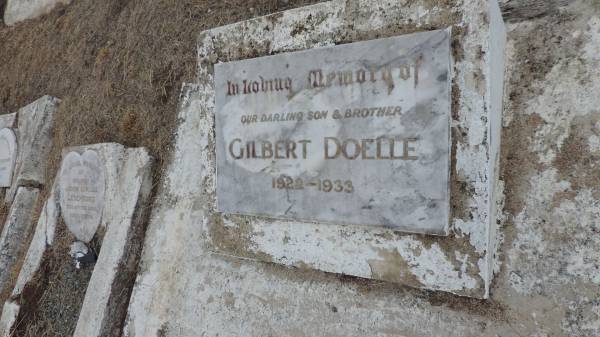 In Loving Memory of
OUR DARLING SON & BROTHER
GILBERT DOELLE
1922-1933